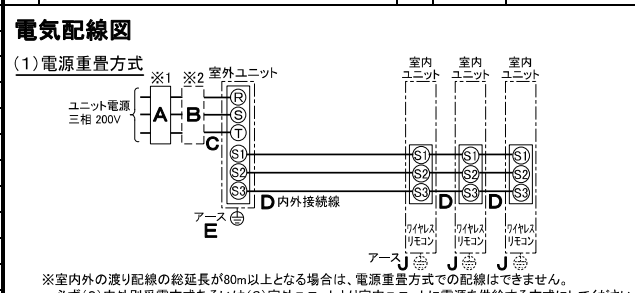 電気配線図
(1)電源重畳方式
※1 ※2 室外ユニット
室内
ユニット
室内
ユニット
室内
ユニット
ユニット電源
三相 200V
A
B
C
R
S
T
S1
S2
S3
S1
S2
S3
S1
S2
S3
S1
S2
S3
D 内外接続線
D
D
アース
E
ワイヤレス
リモコン
ワイヤレス
リモコン
ワイヤレス
リモコン
アース J
J
J
※室内外の渡り配線の総延長が80m以上となる場合は、電源重畳方式での配線はできません。